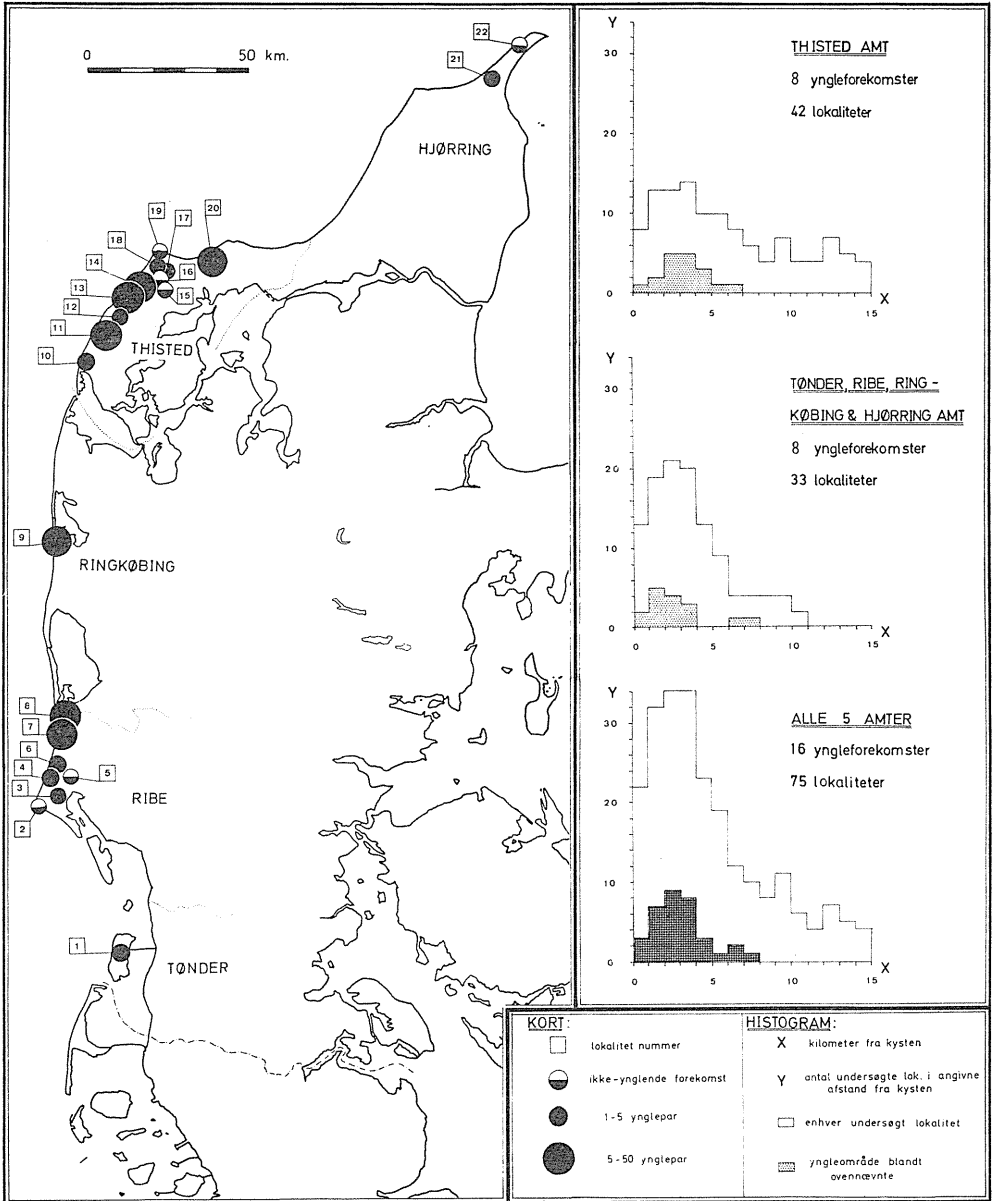 0 50 km.
22
21
HJØRRING
19
17
20
18
14
16
13
15
12
11
THISTED
10
9
RINGKØBING
8
7
6
4
5
3
RIBE
2
1
TØNDER
Y
THISTED AMT
8 yngleforekomster
42 lokaliteter
30
20
10
0
0 5 10 15
X
Y
TØNDER, RIBE, RING-
KØBING & HJØRRING AMT
8 yngleforekomster
33 lokaliteter
30
20
10
0
0 5 10 15
X
Y
ALLE 5 AMTER
16 yngleforekomster
75 lokaliteter
30
20
10
0
0 5 10 15
X
KORT:
lokalitet nummer
ikke-ynglende forekomst
1-5 ynglepar
5-50 ynglepar
HISTOGRAM:
X kilometer fra kysten
Y antal undersøgte lok. i angivne
afstand fra kysten
enhver undersøgt lokalitet
yngleområde blandt
ovennævnte